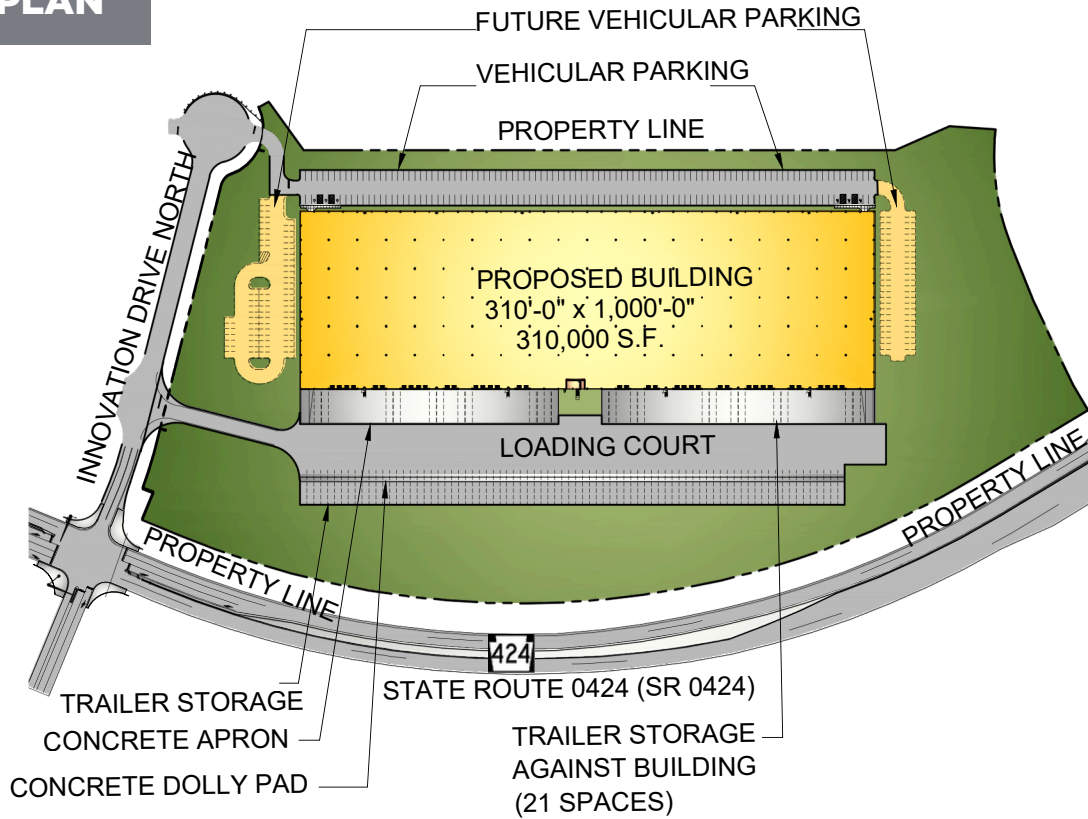 PLAN
FUTURE VEHICULAR PARKING
VEHICULAR PARKING
PROPERTY LINE
INNOVATION DRIVE NORTH
PROPOSED BUILDING
310'-0" x 1,000'-0"
310,000 S.F.
LOADING COURT
PROPERTY LINE
PROPERTY LINE
424
STATE ROUTE 0424 (SR 0424)
TRAILER STORAGE
CONCRETE APRON
CONCRETE DOLLY PAD
TRAILER STORAGE
AGAINST BUILDING
(21 SPACES)